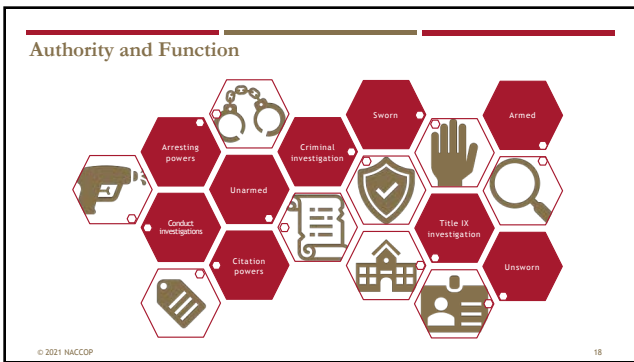 Authority and Function
Arresting
powers
Conduct
investigations
Unarmed
Citation
powers
Criminal
investigation
Sworn
Title IX
investigation
Armed
Unsworn
© 2021 NACCOP
18